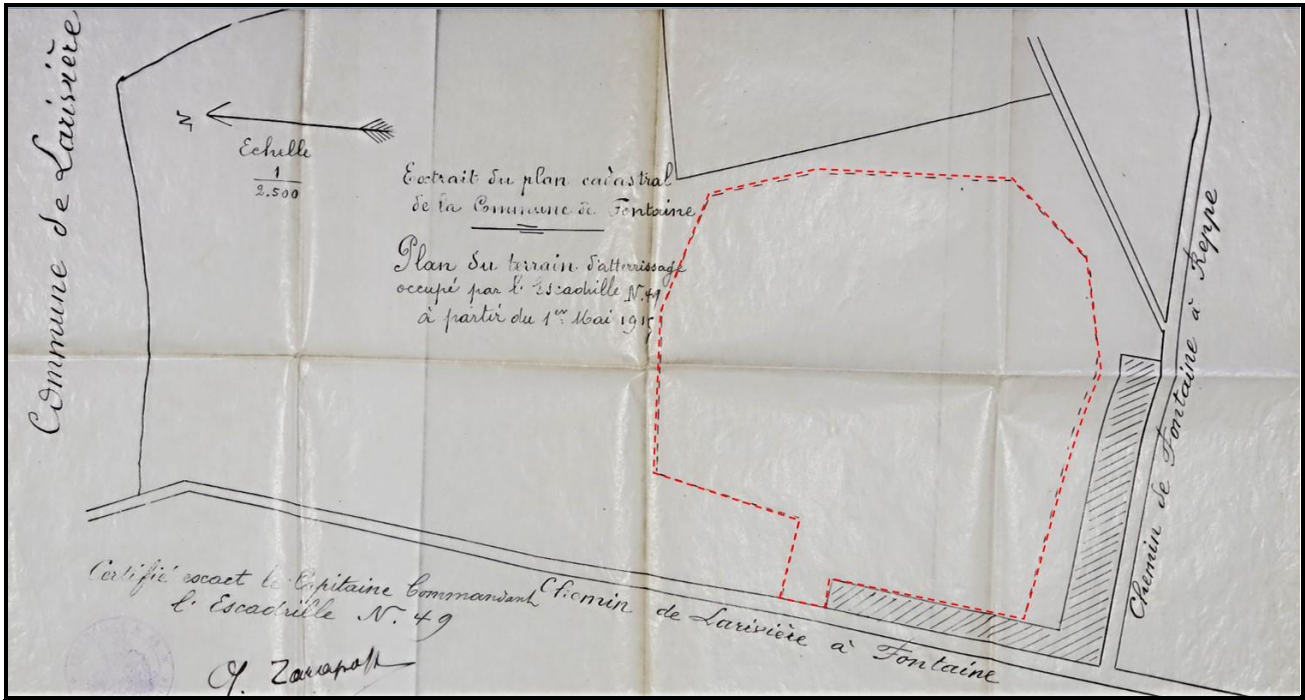 Commune de Larivière
N
Echelle
1
2.500
Extrait du plan cadastral
de la Commune de Fontaine
Plan du terrain d'atterrissage
occupé par l'Escadrille N. 49
à partir du 1er Mai 1915
Chemin de Fontaine à Reppe
Chemin de Larivière à Fontaine
Certifié exact le Capitaine Commandant
l'Escadrille N. 49